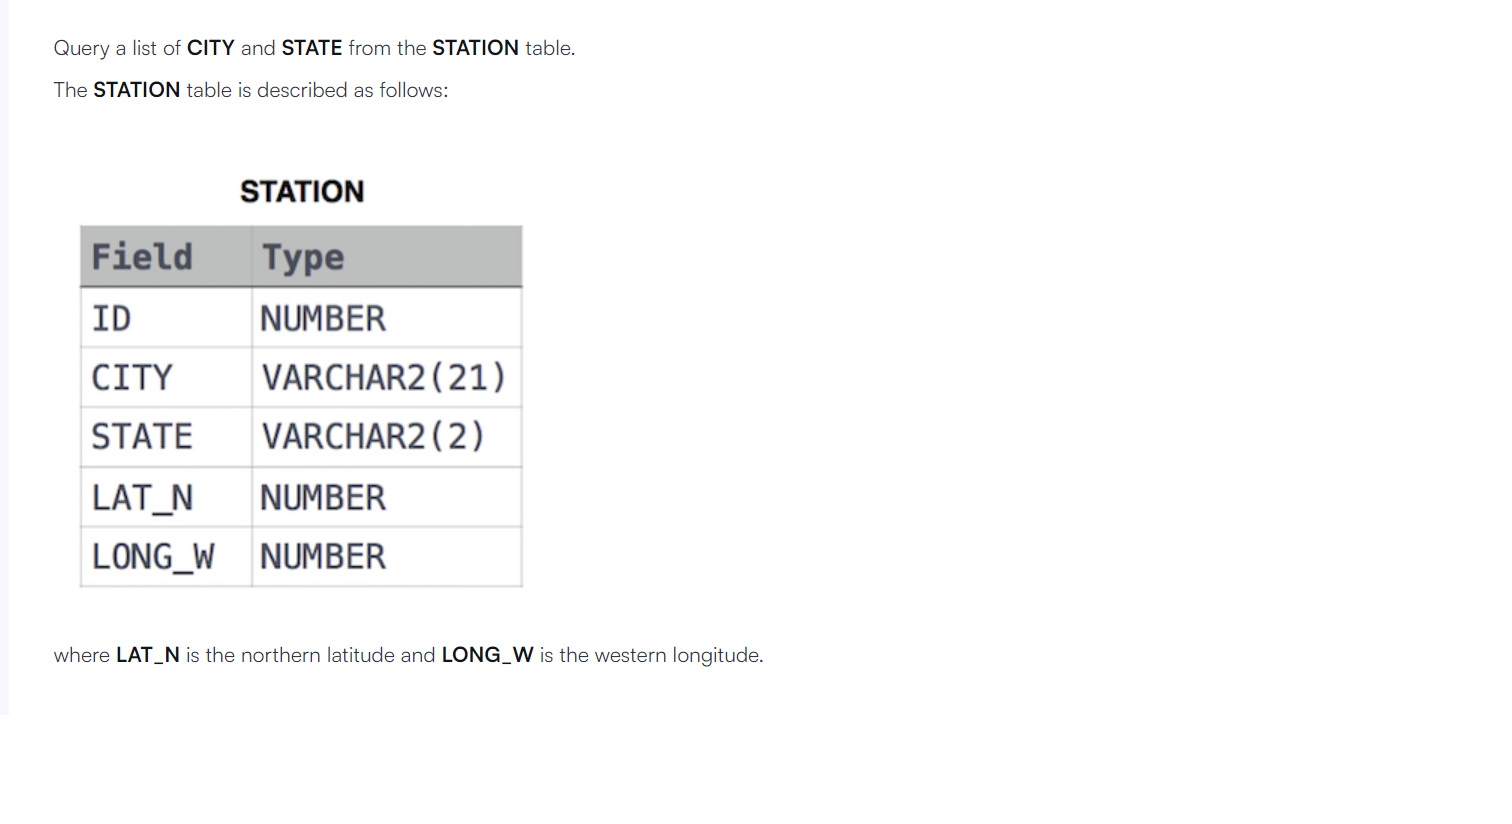 Query a list of CITY and STATE from the STATION table.
The STATION table is described as follows:
STATION
Field Type
ID NUMBER
CITY VARCHAR2(21)
STATE VARCHAR2(2)
LAT_N NUMBER
LONG_W NUMBER
where LAT_N is the northern latitude and LONG_W is the western longitude.